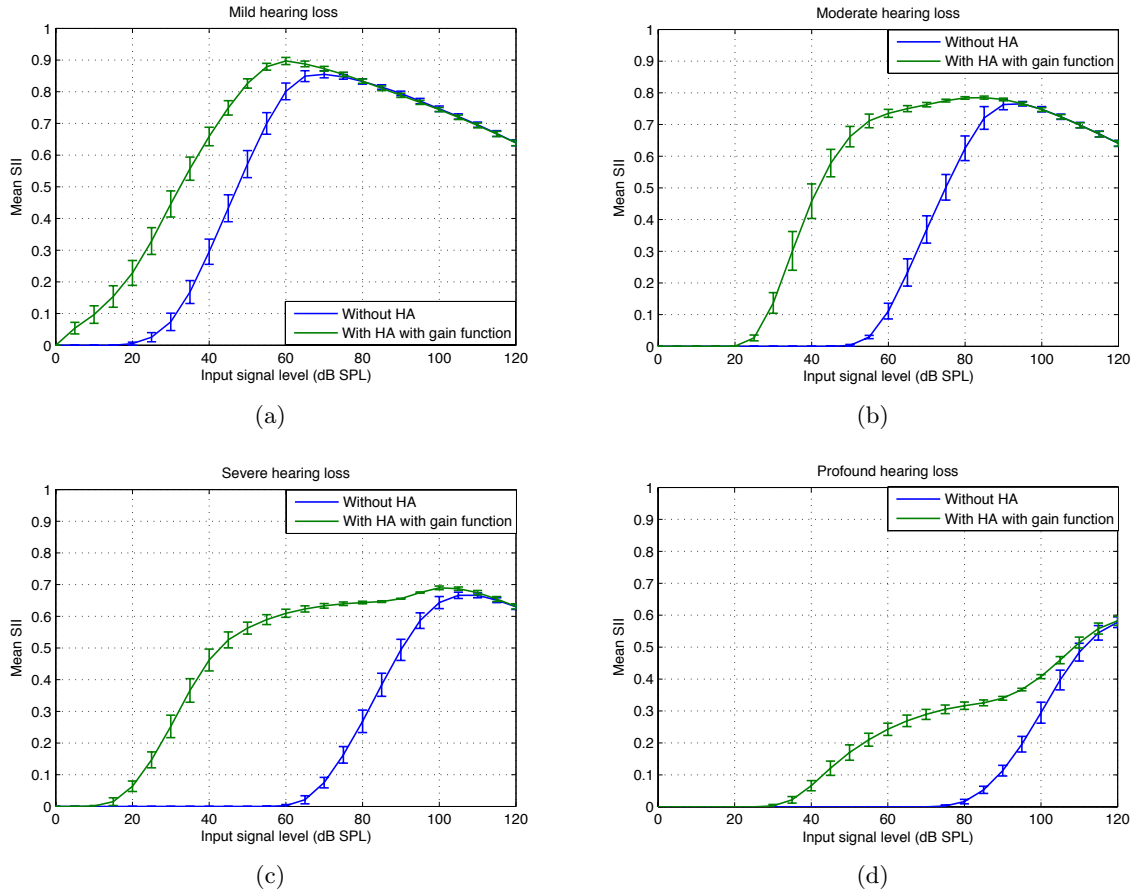 Mild hearing loss
1
0.9
0.8
0.7
0.6
0.5
0.4
0.3
0.2
0.1
0
Mean SII
Without HA
With HA with gain function
0 20 40 60 80 100 120
Input signal level (dB SPL)
(a)
Moderate hearing loss
1
0.9
0.8
0.7
0.6
0.5
0.4
0.3
0.2
0.1
0
Mean SII
Without HA
With HA with gain function
0 20 40 60 80 100 120
Input signal level (dB SPL)
(b)
Severe hearing loss
1
0.9
0.8
0.7
0.6
0.5
0.4
0.3
0.2
0.1
0
Mean SII
Without HA
With HA with gain function
0 20 40 60 80 100 120
Input signal level (dB SPL)
(c)
Profound hearing loss
1
0.9
0.8
0.7
0.6
0.5
0.4
0.3
0.2
0.1
0
Mean SII
Without HA
With HA with gain function
0 20 40 60 80 100 120
Input signal level (dB SPL)
(d)